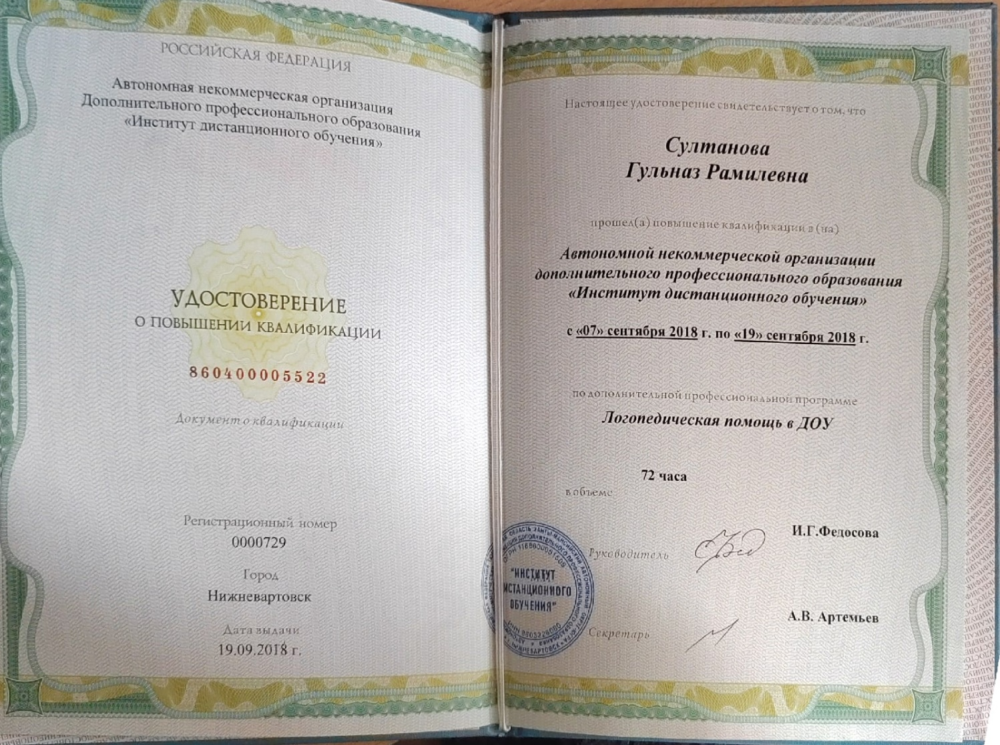 РОССИЙСКАЯ ФЕДЕРАЦИЯ
Автономная некоммерческая организация
Дополнительного профессионального образования
«Институт дистанционного обучения»
УДОСТОВЕРЕНИЕ
О ПОВЫШЕНИИ КВАЛИФИКАЦИИ
860400005522
Документ о квалификации
Регистрационный номер
0000729
Город
Нижневартовск
Дата выдачи
19.09.2018 г.
Настоящее удостоверение свидетельствует о том, что
Султанова
Гульназ Рамилевна
прошел(а) повышение квалификации в (на)
Автономной некоммерческой организации
дополнительного профессионального образования
«Институт дистанционного обучения»
с «07» сентября 2018 г. по «19» сентября 2018 г.
по дополнительной профессиональной программе
Логопедическая помощь в ДОУ
72 часа
в объеме
И.Г.Федосова
Руководитель
"ИНСТИТУТ
ИСТАНЦИОННОГО
ОБУЧЕНИЯ"
А.В. Артемьев
Секретарь